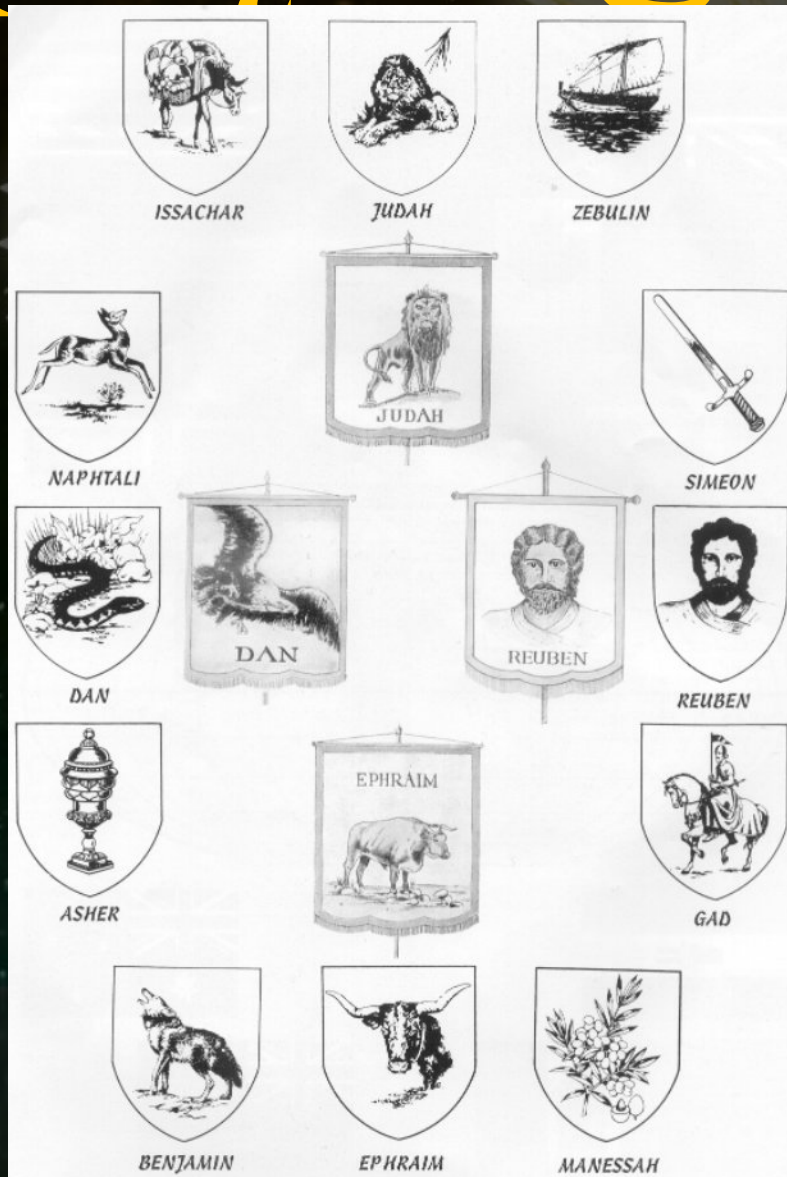 ISSACHAR
JUDAH
ZEBULIN
JUDAH
NAPHTALI
SIMEON
DAN
REUBEN
DAN
REUBEN
EPHRAIM
ASHER
GAD
BENJAMIN
EPHRAIM
MANESSAH